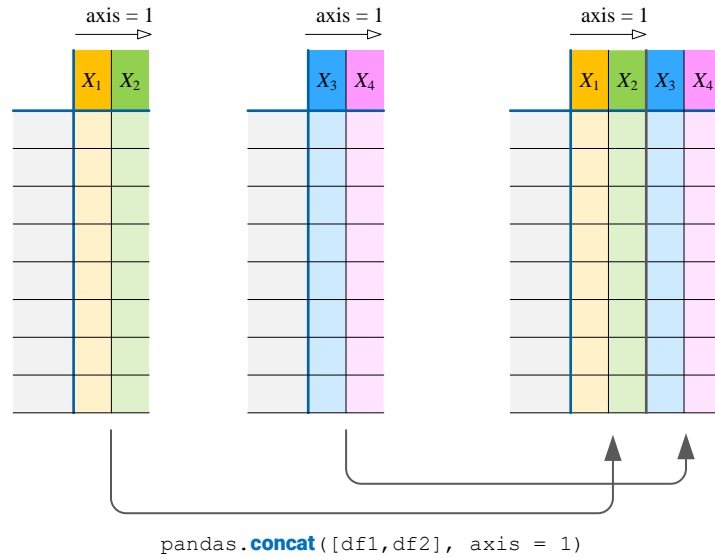 axis = 1
axis = 1
axis = 1
X1 X2
X3 X4
X1 X2 X3 X4
pandas.concat([df1,df2], axis = 1)